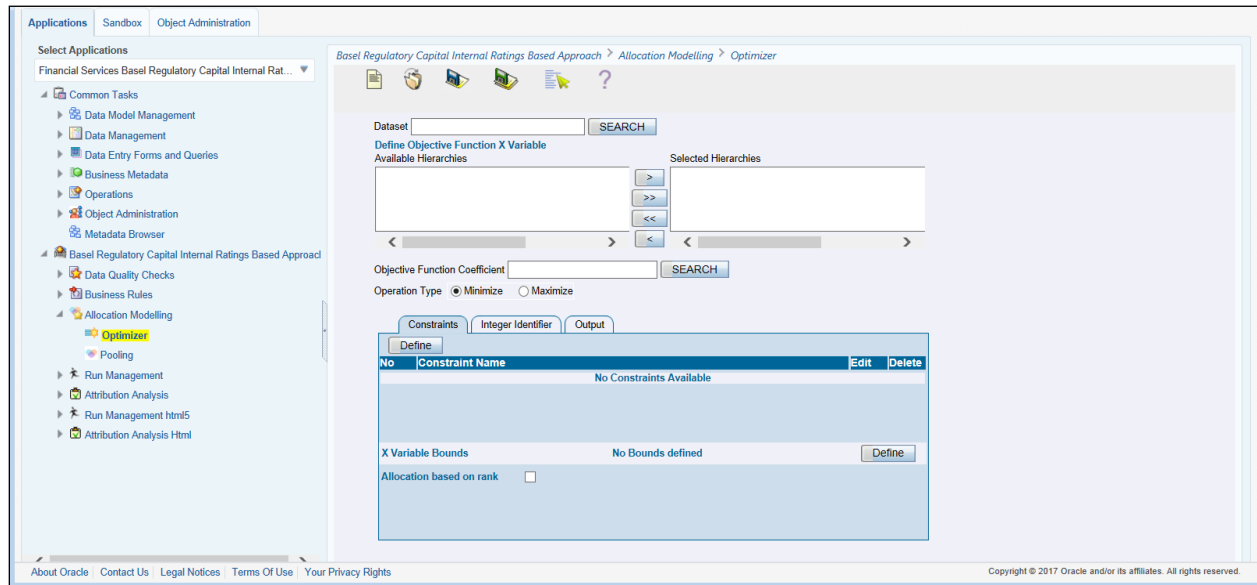 Applications Sandbox Object Administration
Select Applications
Financial Services Basel Regulatory Capital Internal Rat...
Common Tasks
Data Model Management
Data Management
Data Entry Forms and Queries
Business Metadata
Operations
Object Administration
Metadata Browser
Basel Regulatory Capital Internal Ratings Based Approacl
Data Quality Checks
Business Rules
Allocation Modelling
Optimizer
Pooling
Run Management
Attribution Analysis
Run Management html5
Attribution Analysis Html
Basel Regulatory Capital Internal Ratings Based Approach > Allocation Modelling > Optimizer
?
Dataset SEARCH
Define Objective Function X Variable
Available Hierarchies Selected Hierarchies
>
>>
<<
<
Objective Function Coefficient SEARCH
Operation Type Minimize Maximize
Constraints Integer Identifier Output
Define
No Constraint Name Edit Delete
No Constraints Available
X Variable Bounds No Bounds defined Define
Allocation based on rank
About Oracle Contact Us Legal Notices Terms Of Use Your Privacy Rights Copyright © 2017 Oracle and/or its affiliates. All rights reserved.